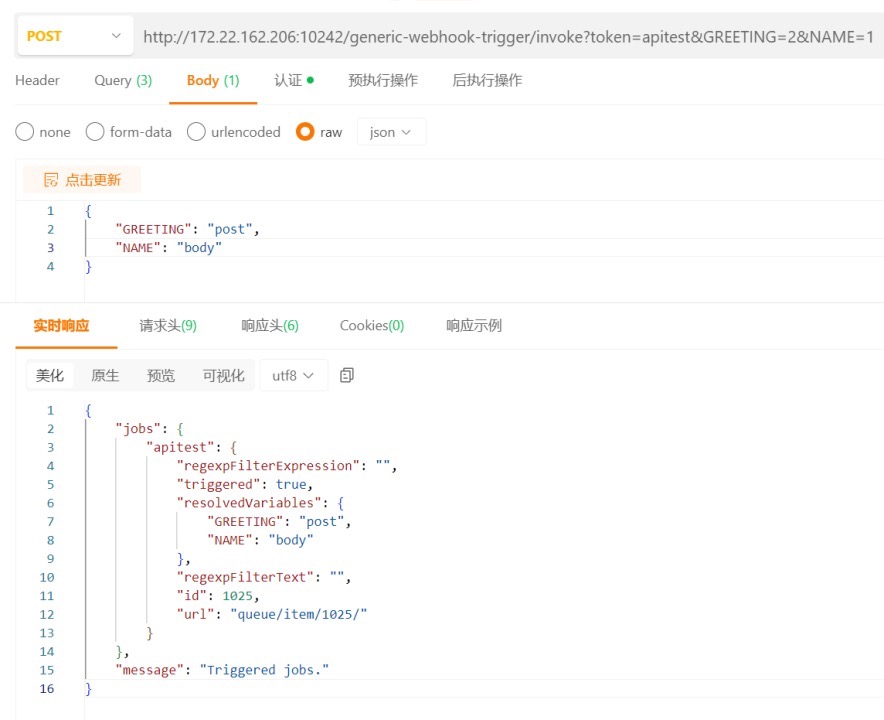 POST http://172.22.162.206:10242/generic-webhook-trigger/invoke?token=apitest&GREETING=2&NAME=1
Header Query (3) Body (1) 认证 预执行操作 后执行操作
none form-data urlencoded raw json
点击更新
1 {
2 "GREETING": "post",
3 "NAME": "body"
4 }
实时响应 请求头(9) 响应头(6) Cookies(0) 响应示例
美化 原生 预览 可视化 utf8
1 {
2 "jobs": {
3 "apitest": {
4 "regexpFilterExpression": "",
5 "triggered": true,
6 "resolvedVariables": {
7 "GREETING": "post",
8 "NAME": "body"
9 },
10 "regexpFilterText": "",
11 "id": 1025,
12 "url": "queue/item/1025/"
13 }
14 },
15 "message": "Triggered jobs."
16 }